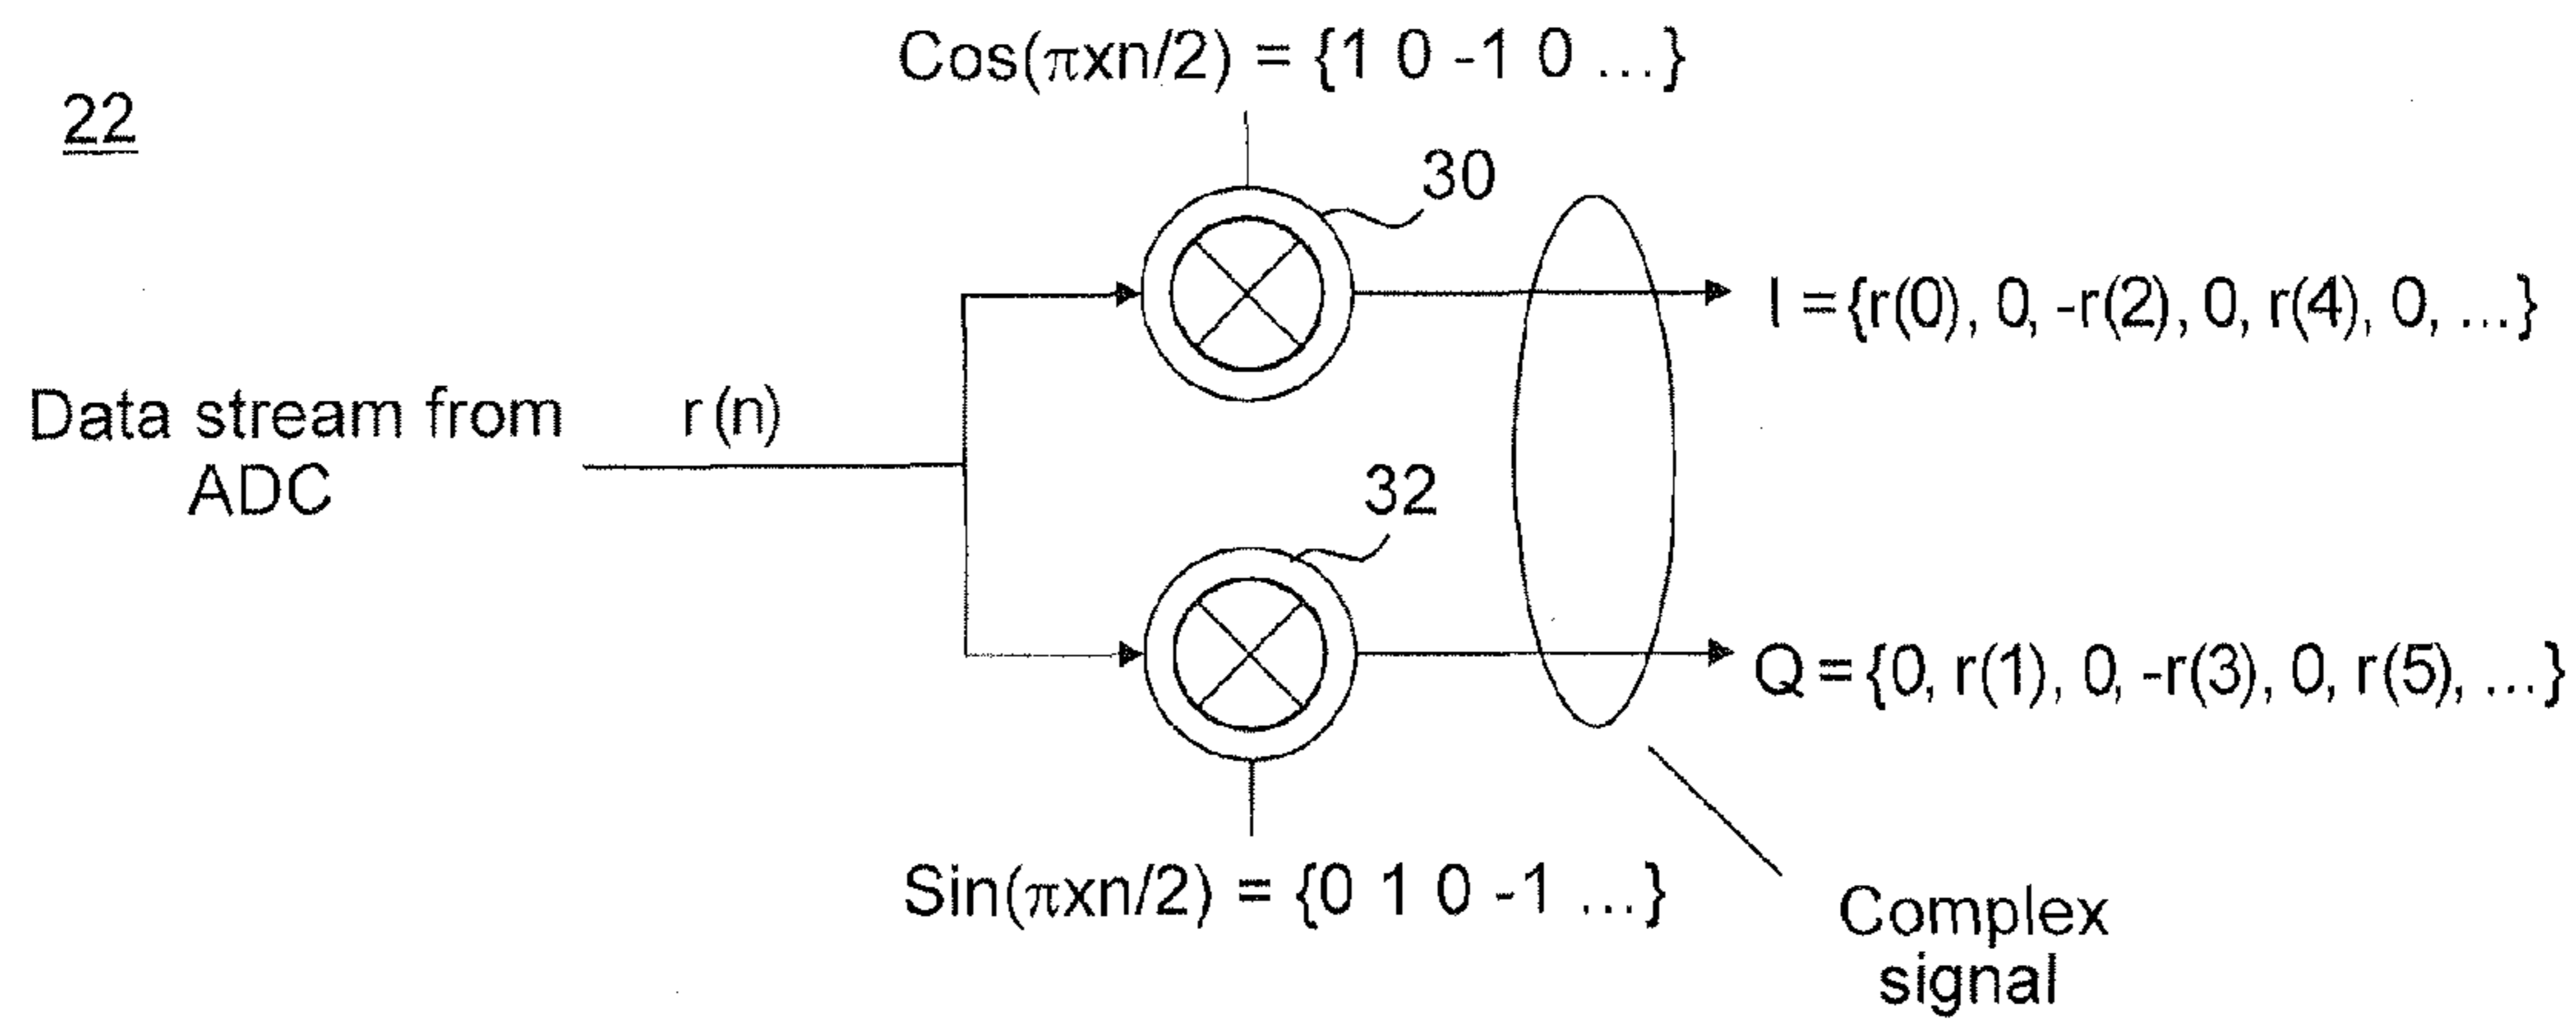 Cos(πxn/2) = {1 0 -1 0 ...}
22
30
I = {r(0), 0, -r(2), 0, r(4), 0, ...}
Data stream from
ADC
r(n)
32
Q = {0, r(1), 0, -r(3), 0, r(5), ...}
Sin(πxn/2) = {0 1 0 -1 ...}
Complex
signal